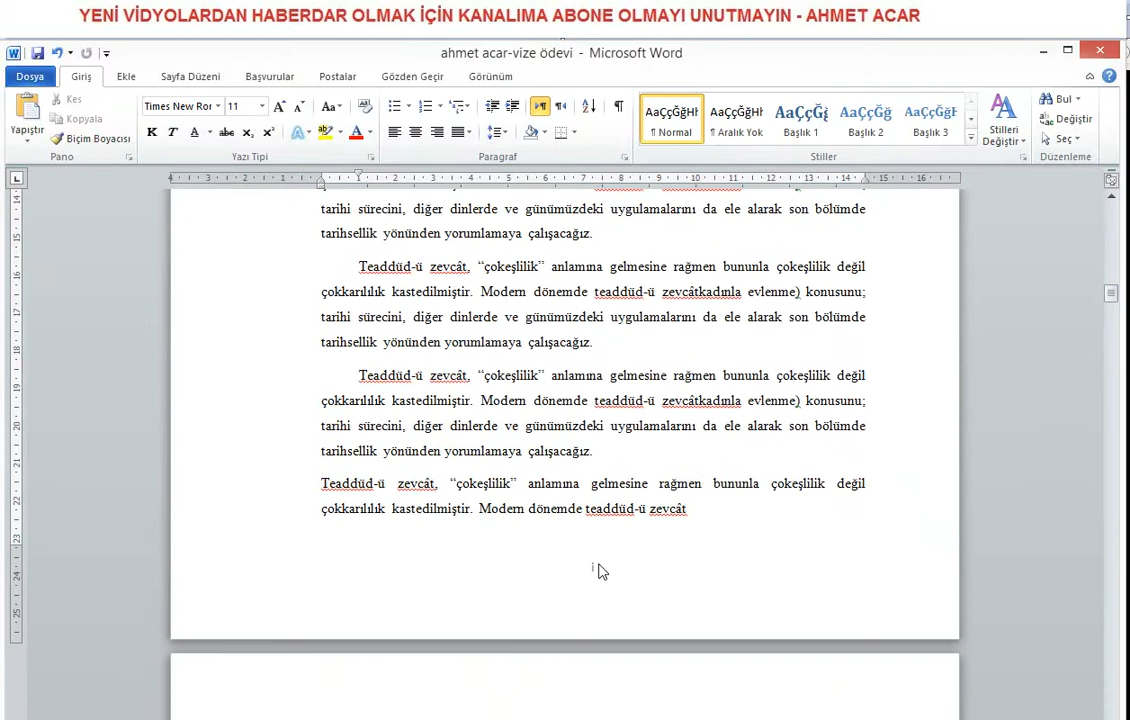 YENİ VİDYOLARDAN HABERDAR OLMAK İÇİN KANALIMA ABONE OLMAYI UNUTMAYIN - AHMET ACAR
ahmet acar-vize ödevi - Microsoft Word
Dosya Giriş Ekle Sayfa Düzeni Başvurular Postalar Gözden Geçir Görünüm
Yapıştır
Kes
Kopyala
Biçim Boyacısı
Pano
Times New Ror 11
Yazı Tipi
Paragraf
AaÇçĞğHł AaÇçĞğHł AaÇçĞğ AaÇçĞğ AaÇçĞğH
¶ Normal ¶ Aralık Yok Başlık 1 Başlık 2 Başlık 3
Stiller
Stilleri
Değiştir
Bul
Değiştir
Seç
Düzenleme
tarihi sürecini, diğer dinlerde ve günümüzdeki uygulamalarını da ele alarak son bölümde
tarihsellik yönünden yorumlamaya çalışacağız.
Teaddüd-ü zevcât, “çokeşlilik” anlamına gelmesine rağmen bununla çokeşlilik değil
çokkarılılık kastedilmiştir. Modern dönemde teaddüd-ü zevcâtkadınla evlenme) konusunu;
tarihi sürecini, diğer dinlerde ve günümüzdeki uygulamalarını da ele alarak son bölümde
tarihsellik yönünden yorumlamaya çalışacağız.
Teaddüd-ü zevcât, “çokeşlilik” anlamına gelmesine rağmen bununla çokeşlilik değil
çokkarılılık kastedilmiştir. Modern dönemde teaddüd-ü zevcâtkadınla evlenme) konusunu;
tarihi sürecini, diğer dinlerde ve günümüzdeki uygulamalarını da ele alarak son bölümde
tarihsellik yönünden yorumlamaya çalışacağız.
Teaddüd-ü zevcât, “çokeşlilik” anlamına gelmesine rağmen bununla çokeşlilik değil
çokkarılılık kastedilmiştir. Modern dönemde teaddüd-ü zevcât
i